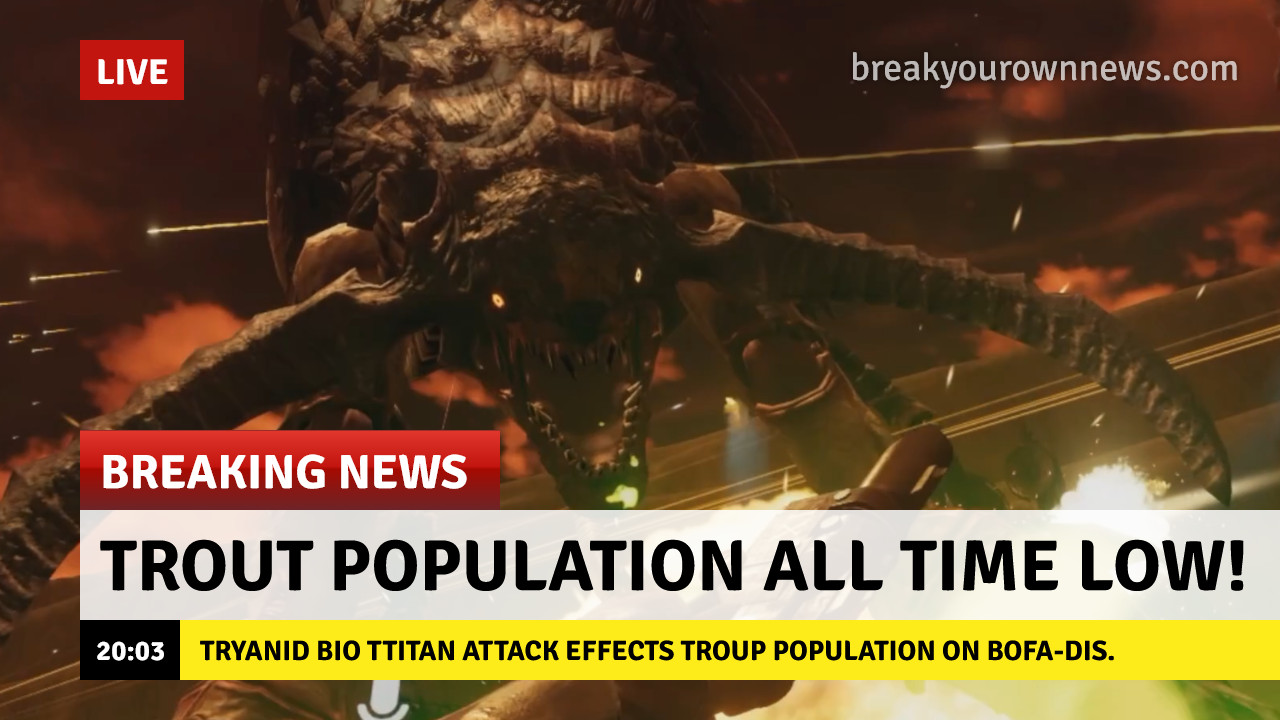 LIVE
breakyourownnews.com
BREAKING NEWS
TROUT POPULATION ALL TIME LOW!
20:03
TRYANID BIO TTITAN ATTACK EFFECTS TROUP POPULATION ON BOFA-DIS.